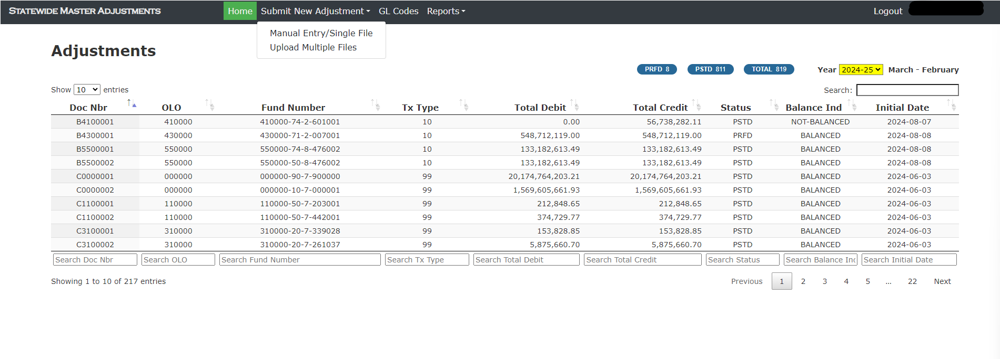 STATEWIDE MASTER ADJUSTMENTS Home Submit New Adjustment GL Codes Reports Logout
Manual Entry/Single File
Upload Multiple Files
Adjustments
PRFD 8 PSTD 811 TOTAL 819 Year 2024-25 March - February
Show 10 entries Search:
Doc Nbr OLO Fund Number Tx Type Total Debit Total Credit Status Balance Ind Initial Date
B4100001 410000 410000-74-2-601001 10 0.00 56,738,282.11 PSTD NOT-BALANCED 2024-08-07
B4300001 430000 430000-71-2-007001 10 548,712,119.00 548,712,119.00 PRFD BALANCED 2024-08-08
B5500001 550000 550000-74-8-476002 10 133,182,613.49 133,182,613.49 PSTD BALANCED 2024-08-08
B5500002 550000 550000-50-8-476002 10 133,182,613.49 133,182,613.49 PSTD BALANCED 2024-08-08
C0000001 000000 000000-90-7-900000 99 20,174,764,203.21 20,174,764,203.21 PSTD BALANCED 2024-06-03
C0000002 000000 000000-10-7-000001 99 1,569,605,661.93 1,569,605,661.93 PSTD BALANCED 2024-06-03
C1100001 110000 110000-50-7-203001 99 212,848.65 212,848.65 PSTD BALANCED 2024-06-03
C1100002 110000 110000-50-7-442001 99 374,729.77 374,729.77 PSTD BALANCED 2024-06-03
C3100001 310000 310000-20-7-339028 99 153,828.85 153,828.85 PSTD BALANCED 2024-06-03
C3100002 310000 310000-20-7-261037 99 5,875,660.70 5,875,660.70 PSTD BALANCED 2024-06-03
Search Doc Nbr Search OLO Search Fund Number Search Tx Type Search Total Debit Search Total Credit Search Status Search Balance Inc Search Initial Date
Showing 1 to 10 of 217 entries Previous 1 2 3 4 5 ... 22 Next